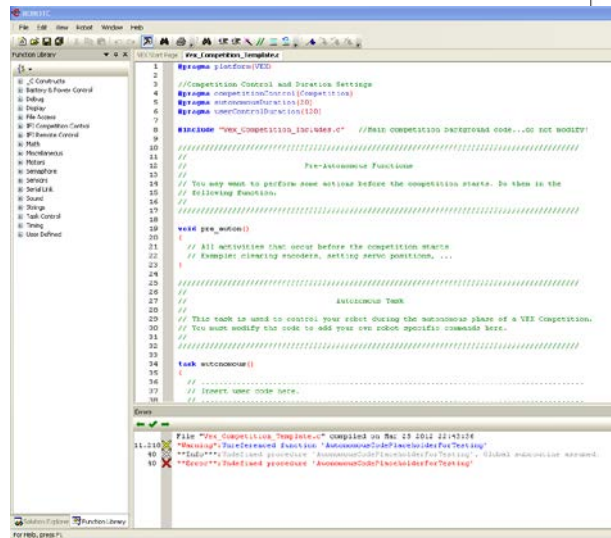 ROBOTC
File Edit View Robot Window Help
Function Library
VEX Start Page Vex_Competition_Template.c
_C Constructs
Battery & Power Control
Debug
Display
File Access
IFI Competition Control
IFI Remote Control
Math
Miscellaneous
Motors
Semaphore
Sensors
Serial Link
Sound
Strings
Task Control
Timing
User Defined
1 #pragma platform(VEX)
2
3 //Competition Control and Duration Settings
4 #pragma competitionControl(Competition)
5 #pragma autonomousDuration(20)
6 #pragma userControlDuration(120)
7
8 #include "Vex_Competition_Includes.c" //Main competition background code...do not modify!
9
10 /////////////////////////////////////////////////////////////////////////////////////////
11 //
12 // Pre-Autonomous Functions
13 //
14 // You may want to perform some actions before the competition starts. Do them in the
15 // following function.
16 //
17 /////////////////////////////////////////////////////////////////////////////////////////
18
19 void pre_auton()
20 {
21 // All activities that occur before the competition starts
22 // Example: clearing encoders, setting servo positions, ...
23 }
24
25 /////////////////////////////////////////////////////////////////////////////////////////
26 //
27 // Autonomous Task
28 //
29 // This task is used to control your robot during the autonomous phase of a VEX Competition.
30 // You must modify the code to add your own robot specific commands here.
31 //
32 /////////////////////////////////////////////////////////////////////////////////////////
33
34 task autonomous()
35 {
36 // .....................................................................................
37 // Insert user code here.
38 // .....................................................................................
Errors
File "Vex_Competition_Template.c" compiled on Mar 25 2012 22:43:36
*Warning*:Unreferenced function 'AwonomousCodePlaceholderForTesting'
40 **Info***:Undefined procedure 'AwonomousCodePlaceholderForTesting'. Global subroutine assumed.
40 **Error**:Undefined procedure 'AwonomousCodePlaceholderForTesting'
Solution Explorer Function Library
For Help, press F1